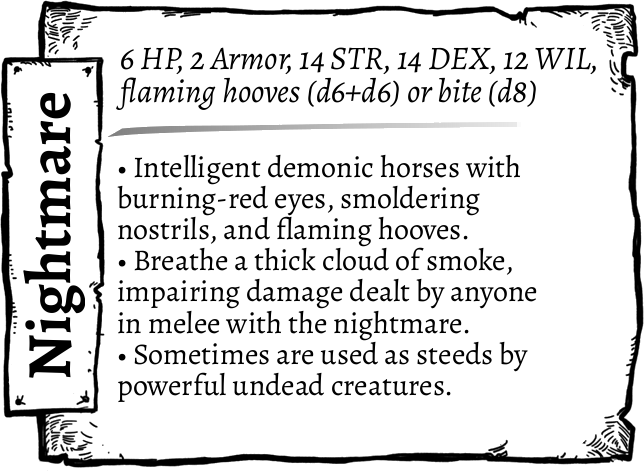 Nightmare
6 HP, 2 Armor, 14 STR, 14 DEX, 12 WIL,
flaming hooves (d6+d6) or bite (d8)
• Intelligent demonic horses with
burning-red eyes, smoldering
nostrils, and flaming hooves.
• Breathe a thick cloud of smoke,
impairing damage dealt by anyone
in melee with the nightmare.
• Sometimes are used as steeds by
powerful undead creatures.